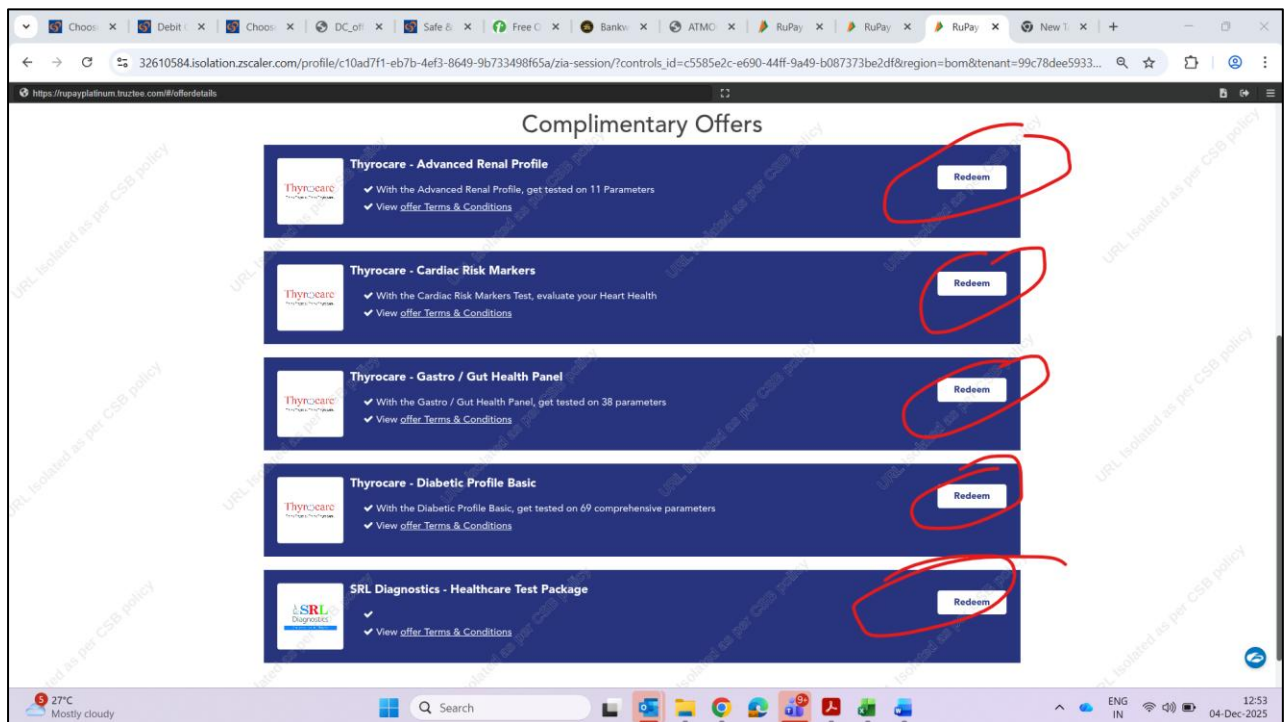 Choos
Debit C
Choos
DC_off
Safe &
Free C
Bankw
ATMO
RuPay
RuPay
RuPay
New T
32610584.isolation.zscaler.com/profile/c10ad7f1-eb7b-4ef3-8649-9b733498f65a/zia-session/?controls_id=c5585e2c-e690-44ff-9a49-b087373be2df&region=bom&tenant=99c78dee5933...
https://rupayplatinum.truztee.com/#/offerdetails
Complimentary Offers
Thyrocare
Thyrocare - Advanced Renal Profile
✔ With the Advanced Renal Profile, get tested on 11 Parameters
✔ View offer Terms & Conditions
Redeem
Thyrocare
Thyrocare - Cardiac Risk Markers
✔ With the Cardiac Risk Markers Test, evaluate your Heart Health
✔ View offer Terms & Conditions
Redeem
Thyrocare
Thyrocare - Gastro / Gut Health Panel
✔ With the Gastro / Gut Health Panel, get tested on 38 parameters
✔ View offer Terms & Conditions
Redeem
Thyrocare
Thyrocare - Diabetic Profile Basic
✔ With the Diabetic Profile Basic, get tested on 69 comprehensive parameters
✔ View offer Terms & Conditions
Redeem
SRL
Diagnostics
SRL Diagnostics - Healthcare Test Package
✔
✔ View offer Terms & Conditions
Redeem
URL Isolated as per CSB policy
5
27°C
Mostly cloudy
Search
9+
ENG
IN
12:53
04-Dec-2025